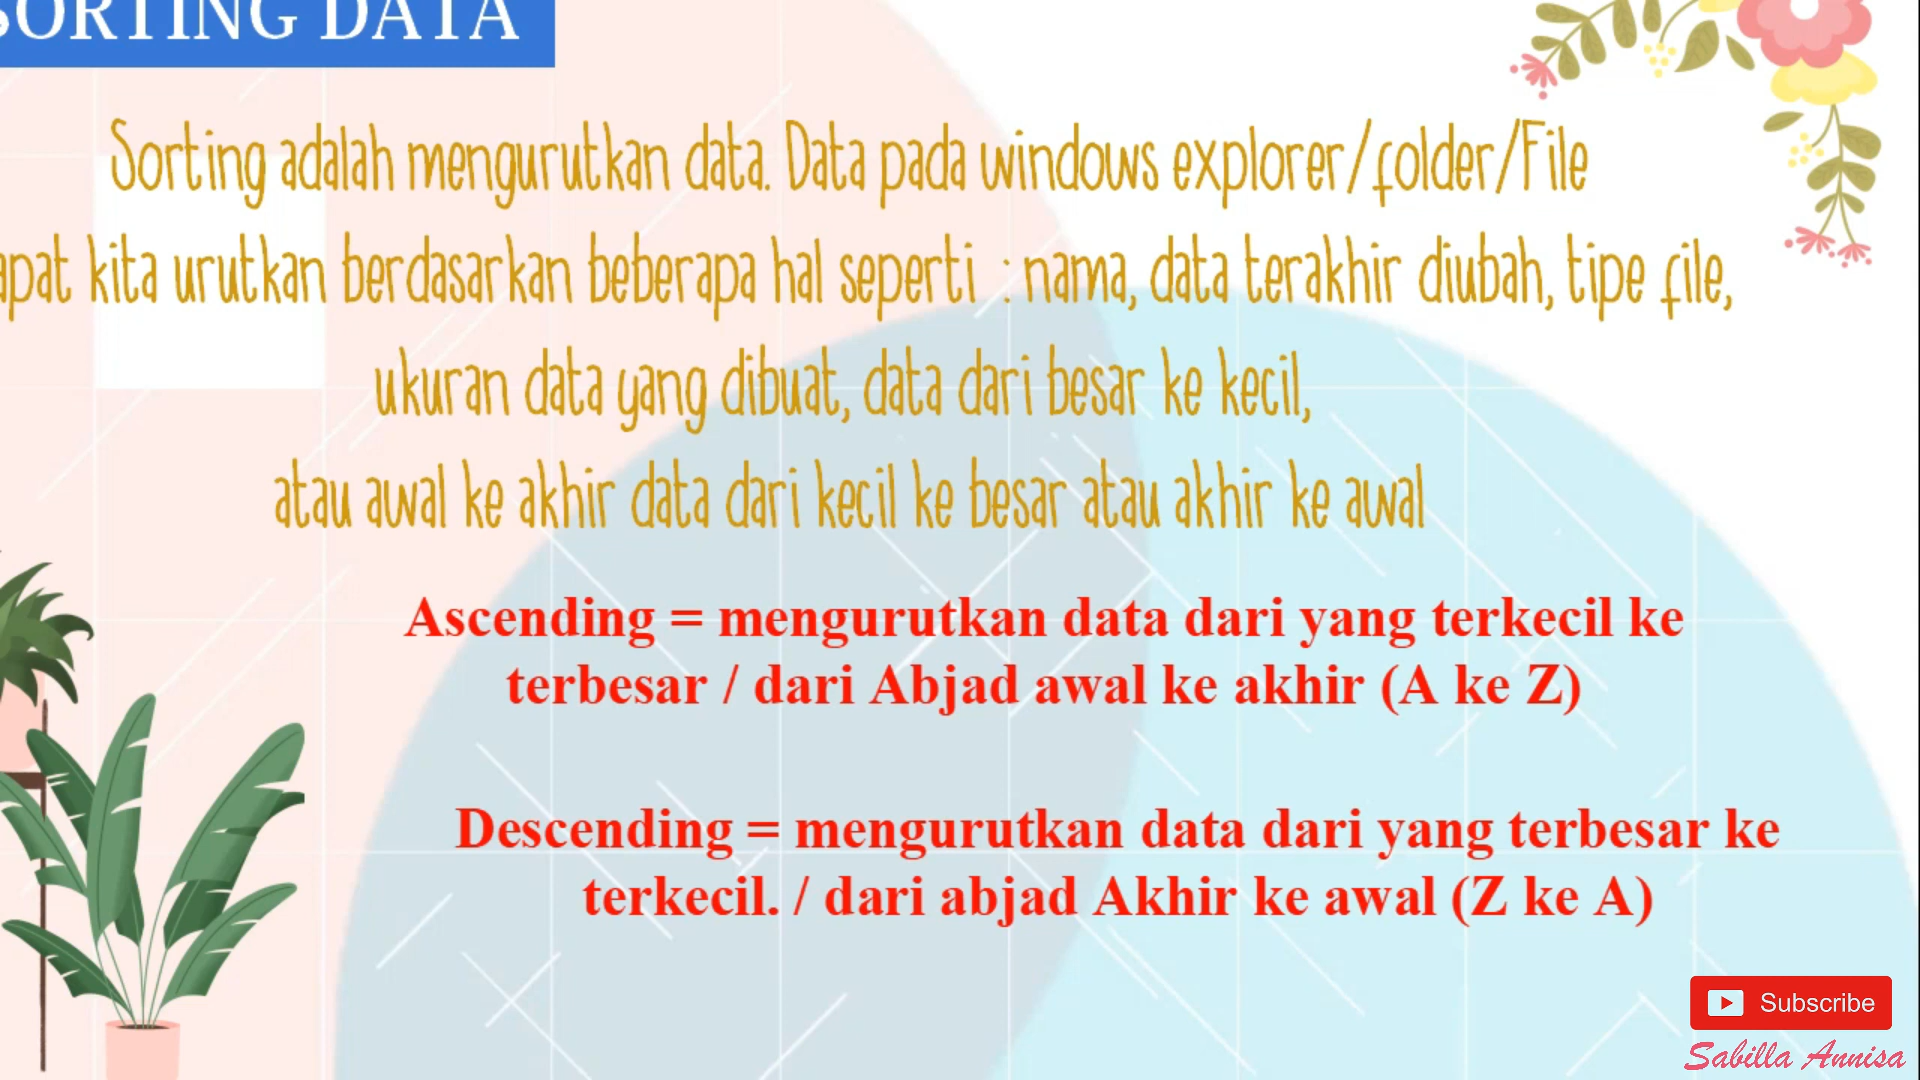 SORTING DATA
Sorting adalah mengurutkan data. Data pada windows explorer/folder/File
apat kita urutkan berdasarkan beberapa hal seperti : nama, data terakhir diubah, tipe file,
ukuran data yang dibuat, data dari besar ke kecil,
atau awal ke akhir data dari kecil ke besar atau akhir ke awal
Ascending = mengurutkan data dari yang terkecil ke
terbesar / dari Abjad awal ke akhir (A ke Z)
Descending = mengurutkan data dari yang terbesar ke
terkecil. / dari abjad Akhir ke awal (Z ke A)
Subscribe
Sabilla Annisa